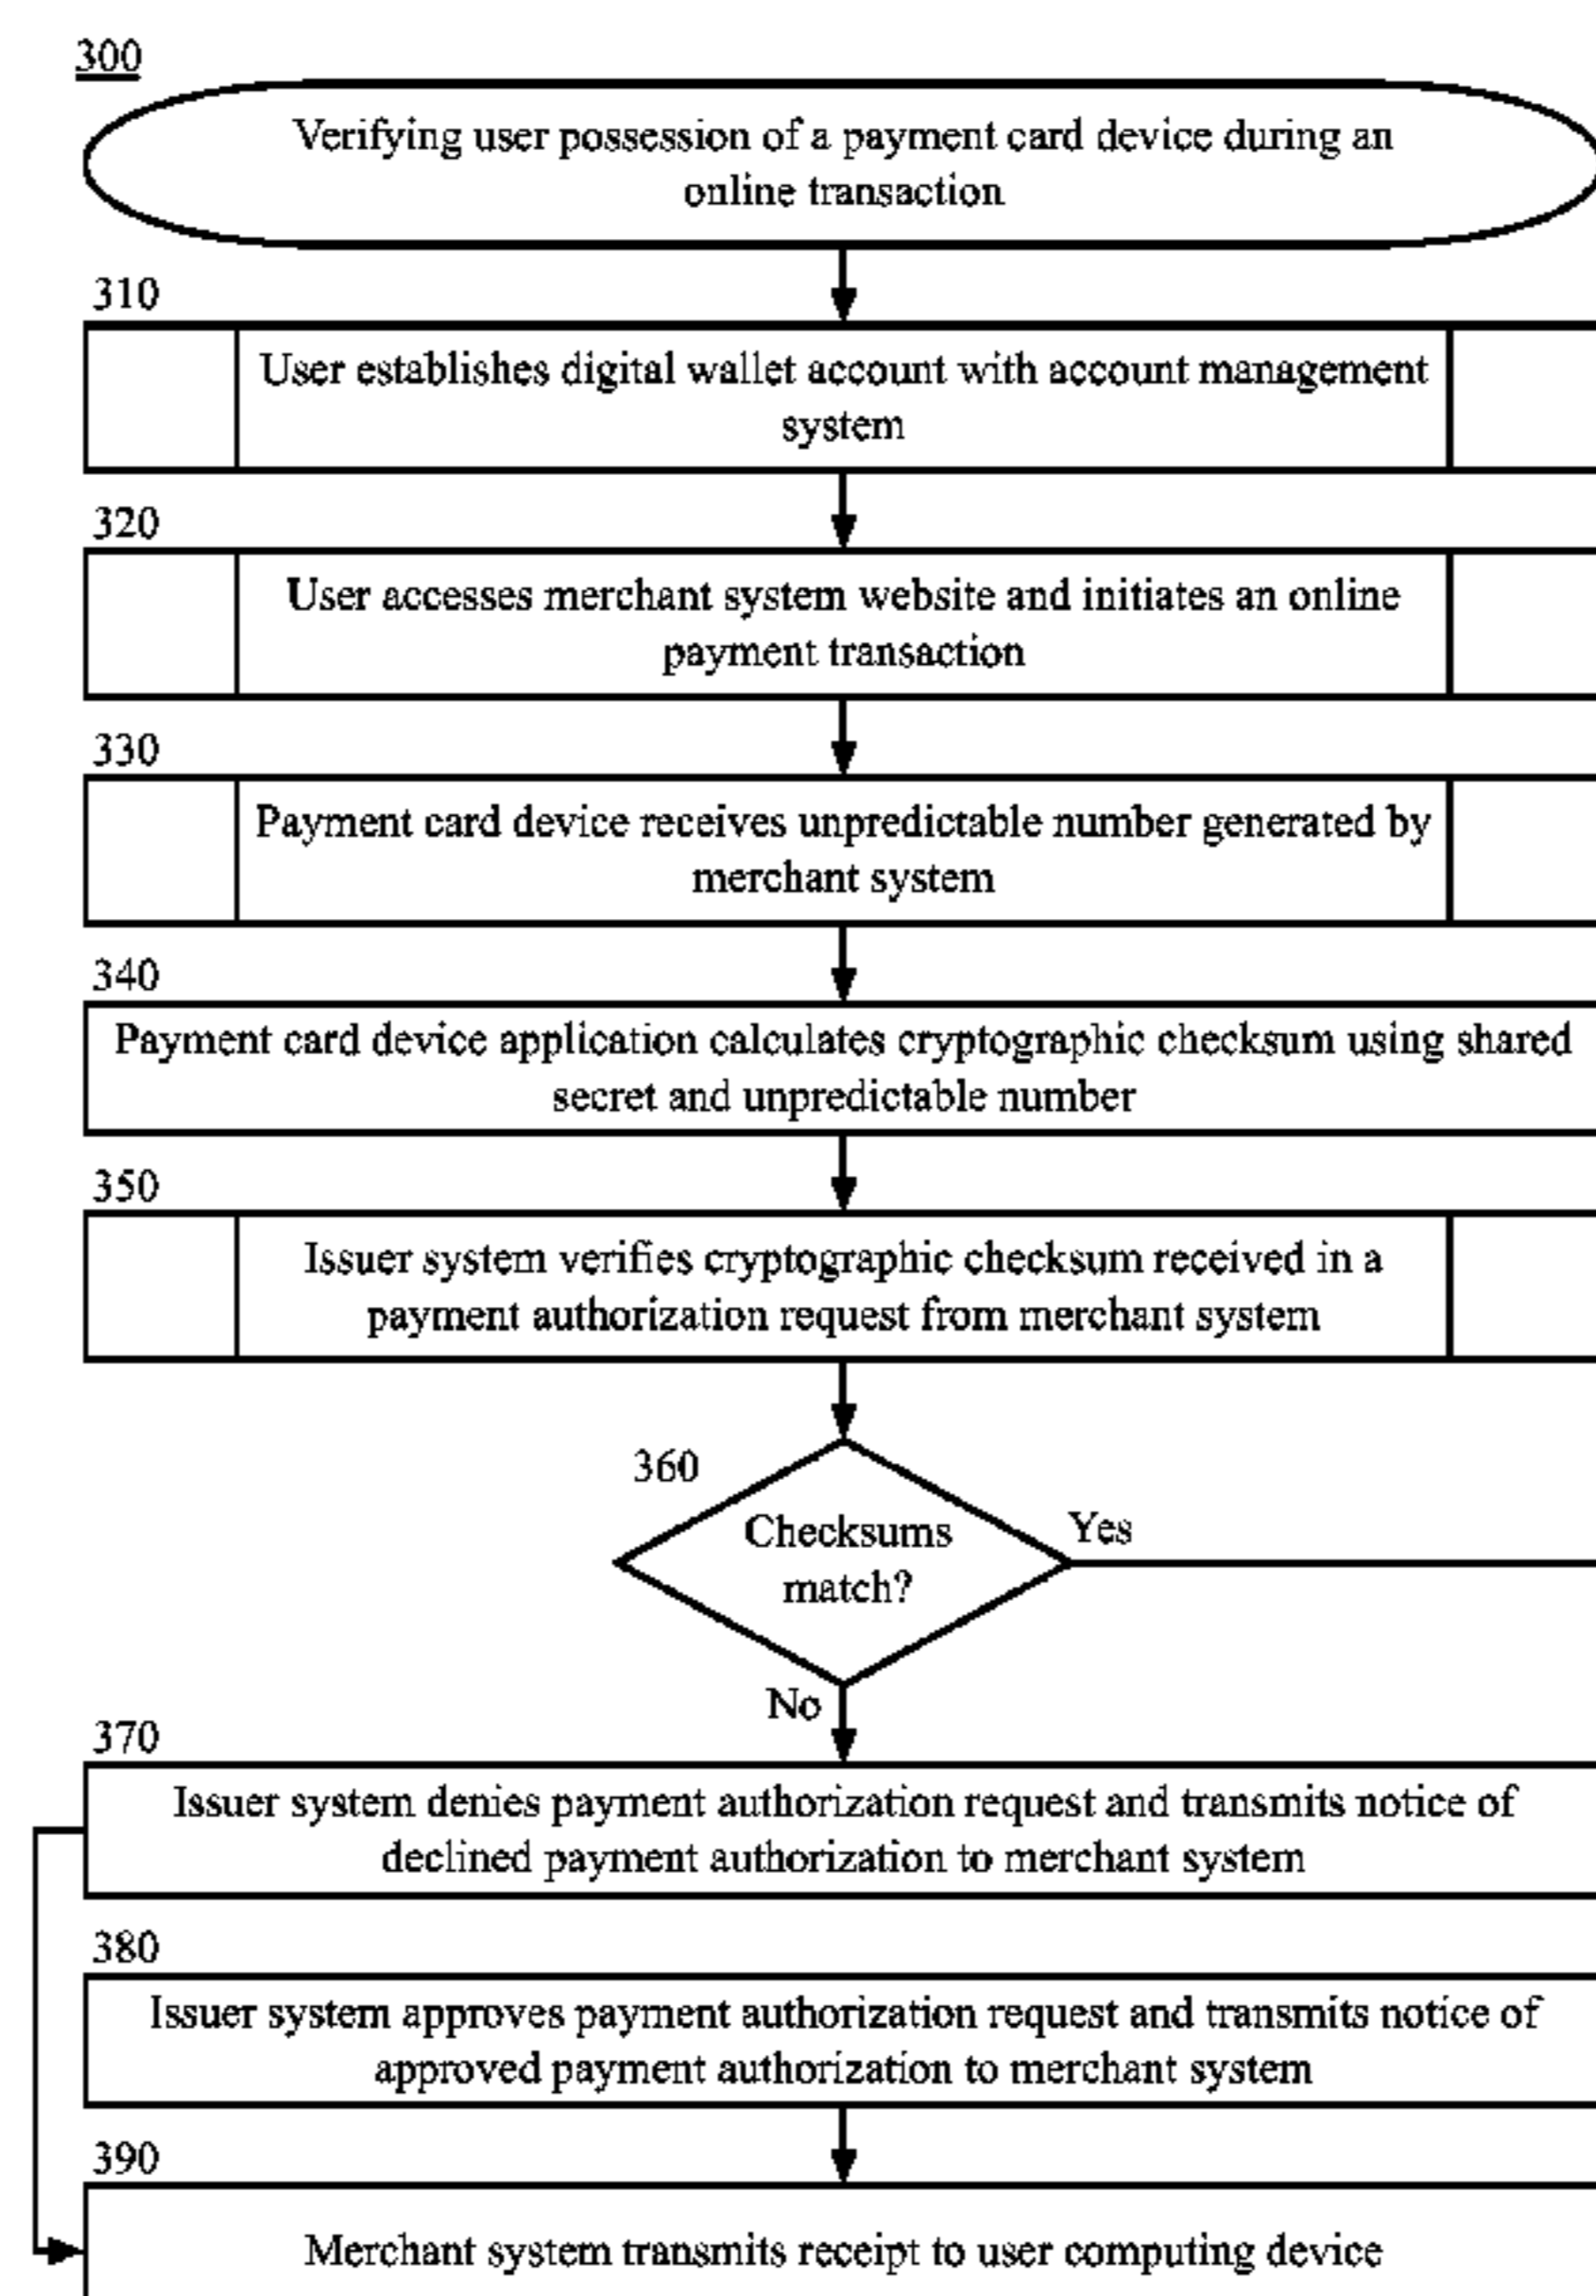 300
Verifying user possession of a payment card device during an
online transaction
310
User establishes digital wallet account with account management
system
320
User accesses merchant system website and initiates an online
payment transaction
330
Payment card device receives unpredictable number generated by
merchant system
340
Payment card device application calculates cryptographic checksum using shared
secret and unpredictable number
350
Issuer system verifies cryptographic checksum received in a
payment authorization request from merchant system
360
Checksums
match?
Yes
No
370
Issuer system denies payment authorization request and transmits notice of
declined payment authorization to merchant system
380
Issuer system approves payment authorization request and transmits notice of
approved payment authorization to merchant system
390
Merchant system transmits receipt to user computing device